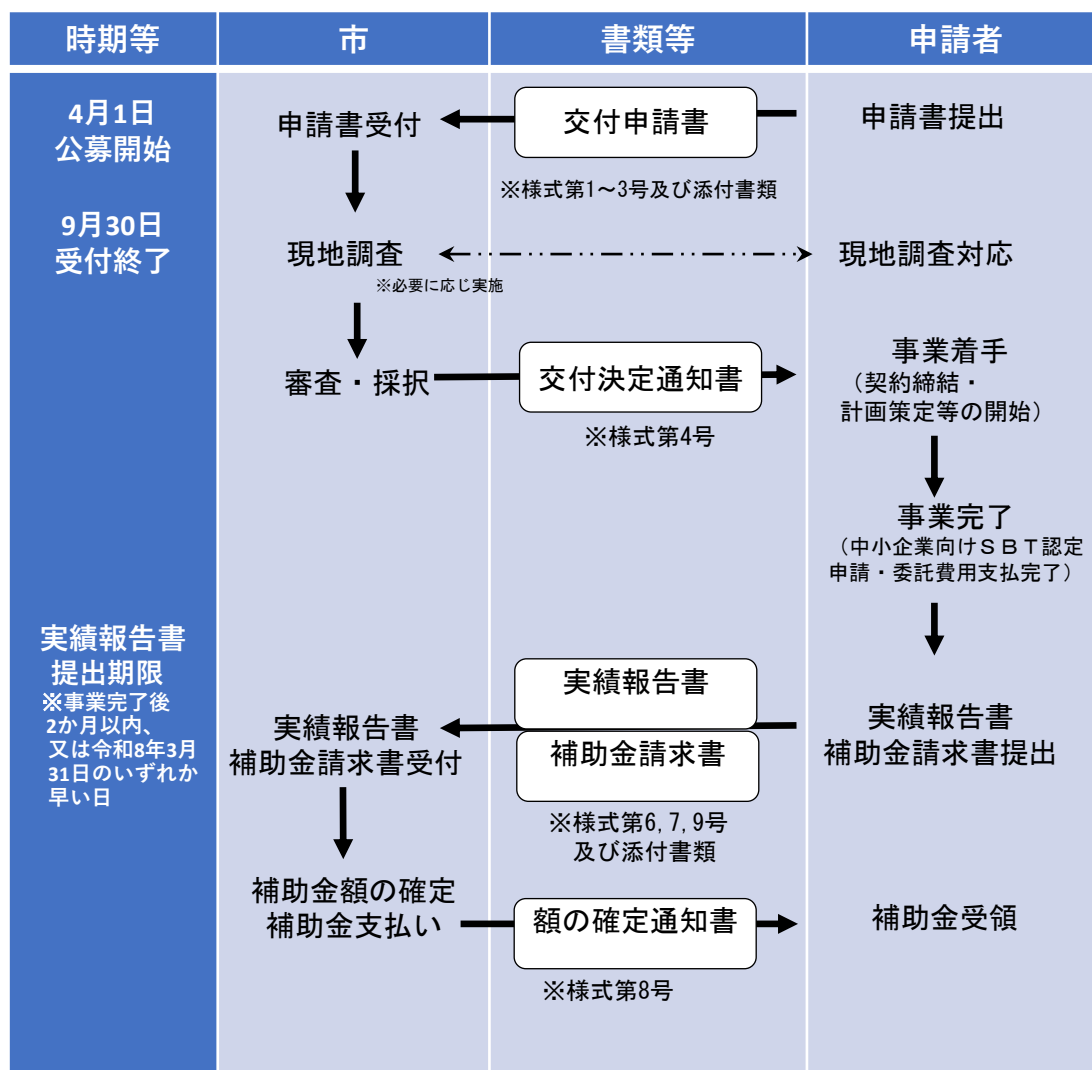 時期等
市
書類等
申請者
4月1日
公募開始
申請書受付
交付申請書
申請書提出
※様式第1～3号及び添付書類
9月30日
受付終了
現地調査
※必要に応じ実施
現地調査対応
審査・採択
交付決定通知書
※様式第4号
事業着手
（契約締結・
計画策定等の開始）
事業完了
（中小企業向けＳＢＴ認定
申請・委託費用支払完了）
実績報告書
提出期限
※事業完了後
2か月以内、
又は令和8年3月
31日のいずれか
早い日
実績報告書
補助金請求書受付
実績報告書
補助金請求書
※様式第6,7,9号
及び添付書類
実績報告書
補助金請求書提出
補助金額の確定
補助金支払い
額の確定通知書
※様式第8号
補助金受領